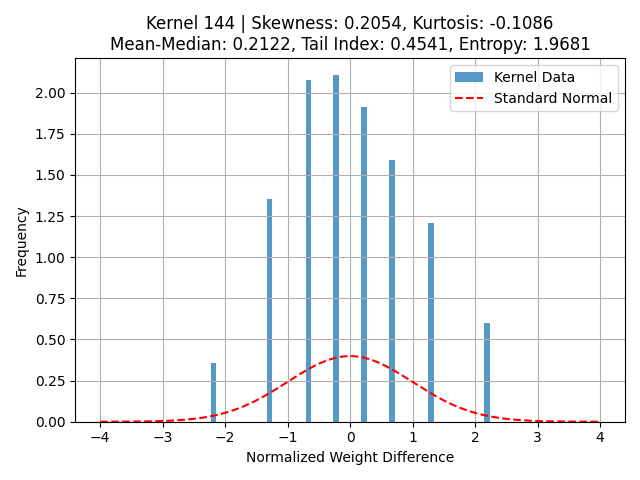 Kernel 144 | Skewness: 0.2054, Kurtosis: -0.1086
Mean-Median: 0.2122, Tail Index: 0.4541, Entropy: 1.9681
Kernel Data
Standard Normal
Frequency
2.00
1.75
1.50
1.25
1.00
0.75
0.50
0.25
0.00
−4 −3 −2 −1 0 1 2 3 4
Normalized Weight Difference